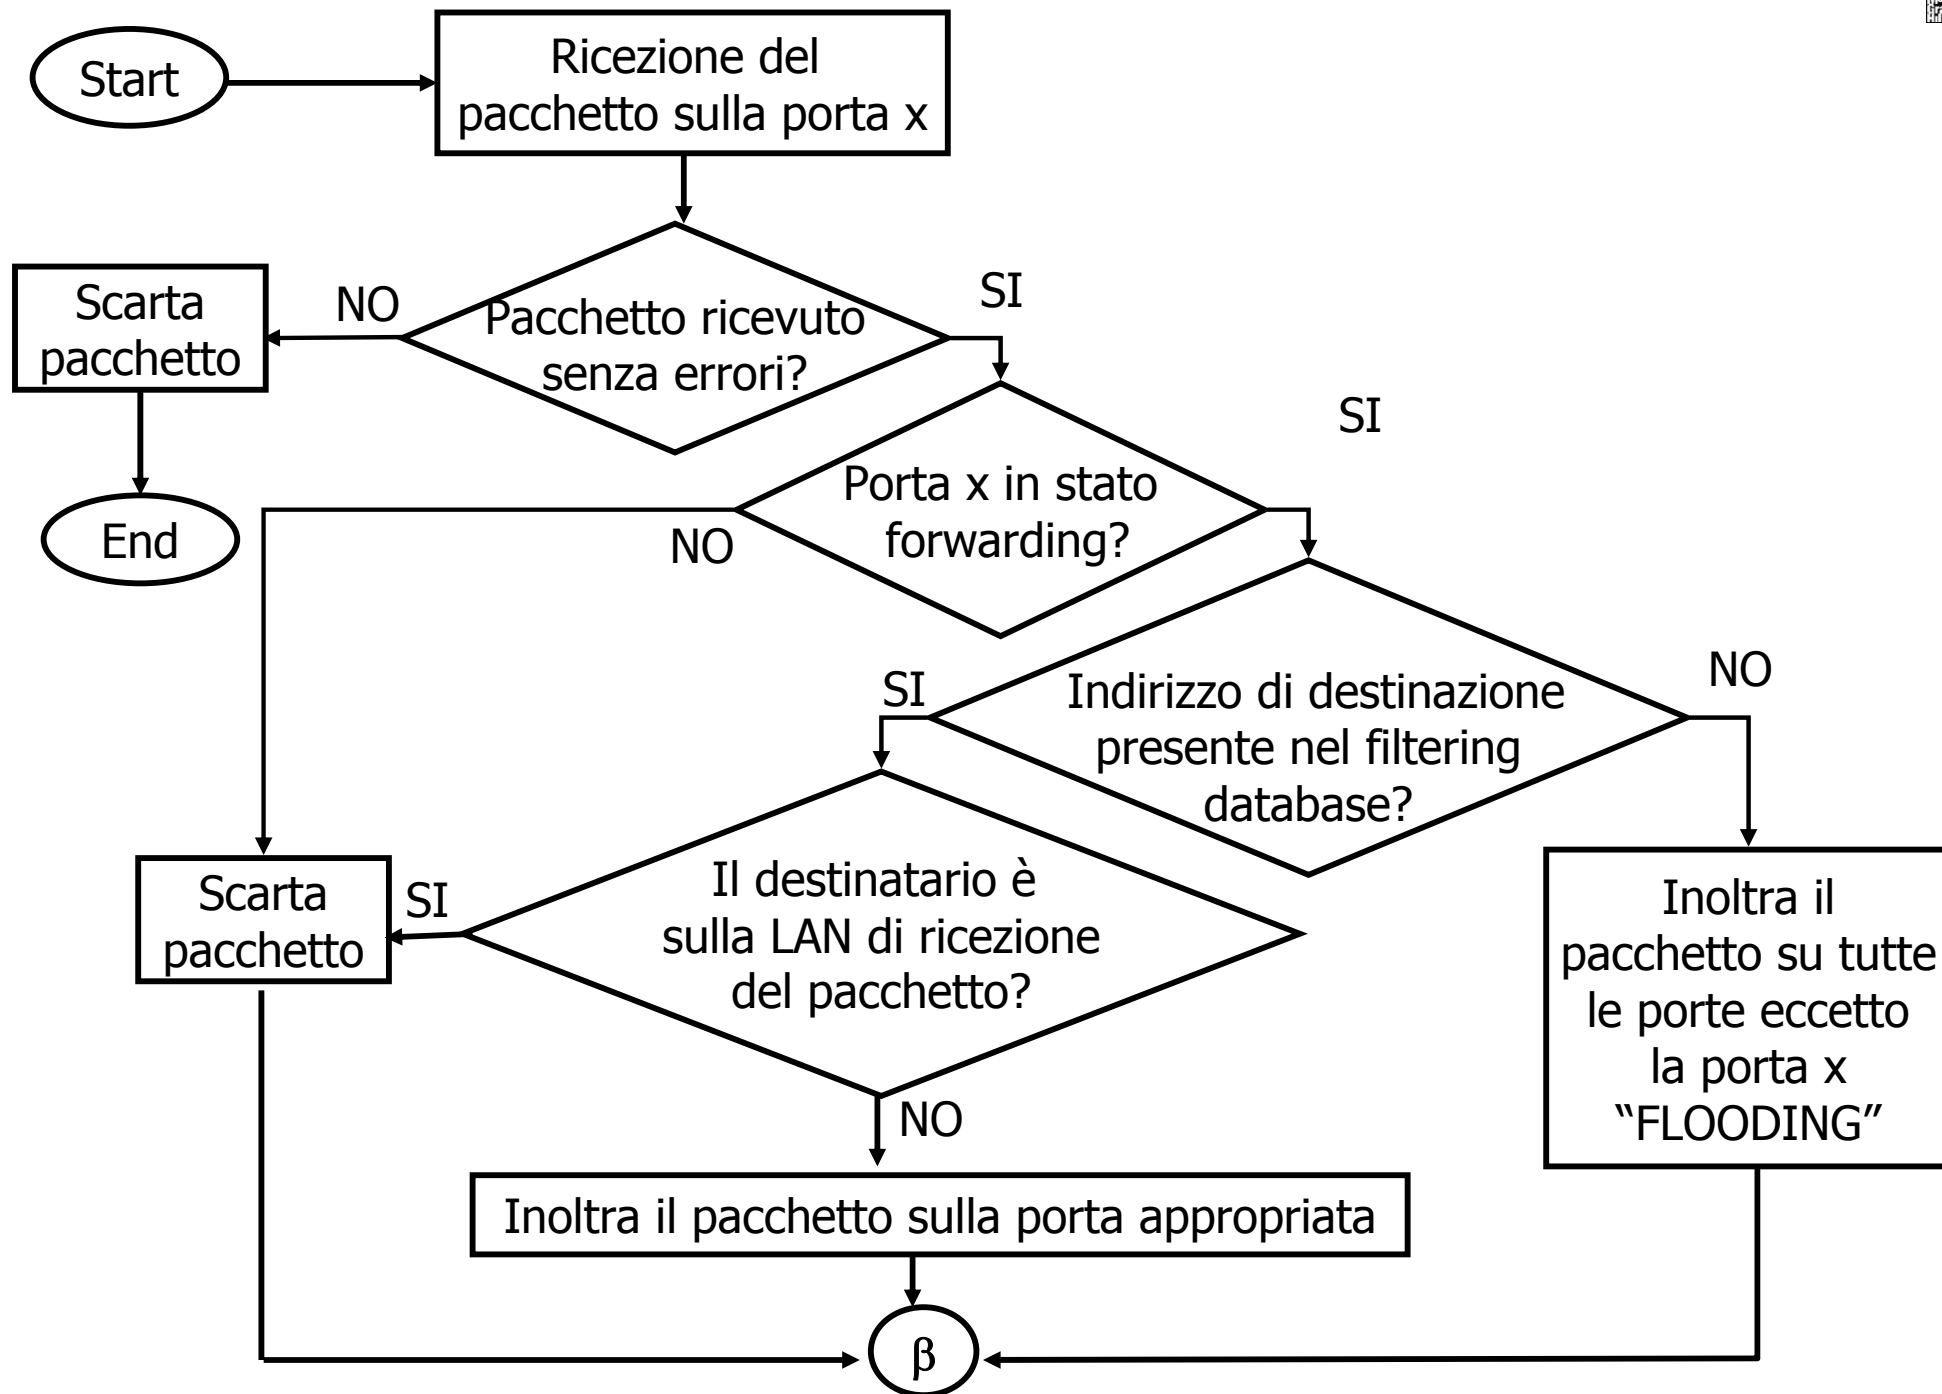 Start
Ricezione del
pacchetto sulla porta x
Pacchetto ricevuto
senza errori?
NO
SI
Scarta
pacchetto
End
Porta x in stato
forwarding?
NO
SI
Indirizzo di destinazione
presente nel filtering
database?
SI
NO
Il destinatario è
sulla LAN di ricezione
del pacchetto?
SI
Scarta
pacchetto
NO
Inoltra il
pacchetto su tutte
le porte eccetto
la porta x
“FLOODING”
Inoltra il pacchetto sulla porta appropriata
β